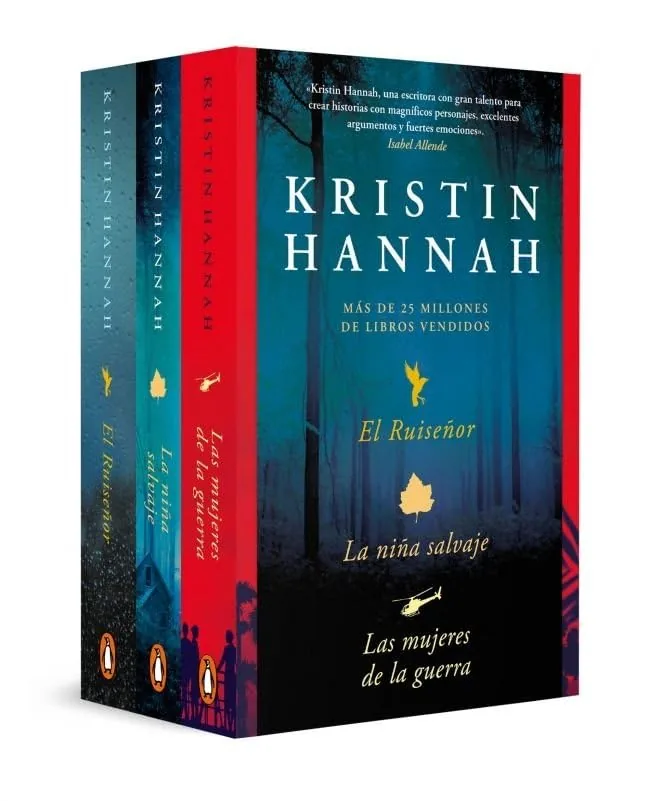 KRISTIN HANNAH
El Ruiseñor
KRISTIN HANNAH
La niña
salvaje
KRISTIN HANNAH
Las mujeres
de la guerra
«Kristin Hannah, una escritora con gran talento para
crear historias con magníficos personajes, excelentes
argumentos y fuertes emociones».
Isabel Allende
KRISTIN
HANNAH
MÁS DE 25 MILLONES
DE LIBROS VENDIDOS
El Ruiseñor
La niña salvaje
Las mujeres
de la guerra